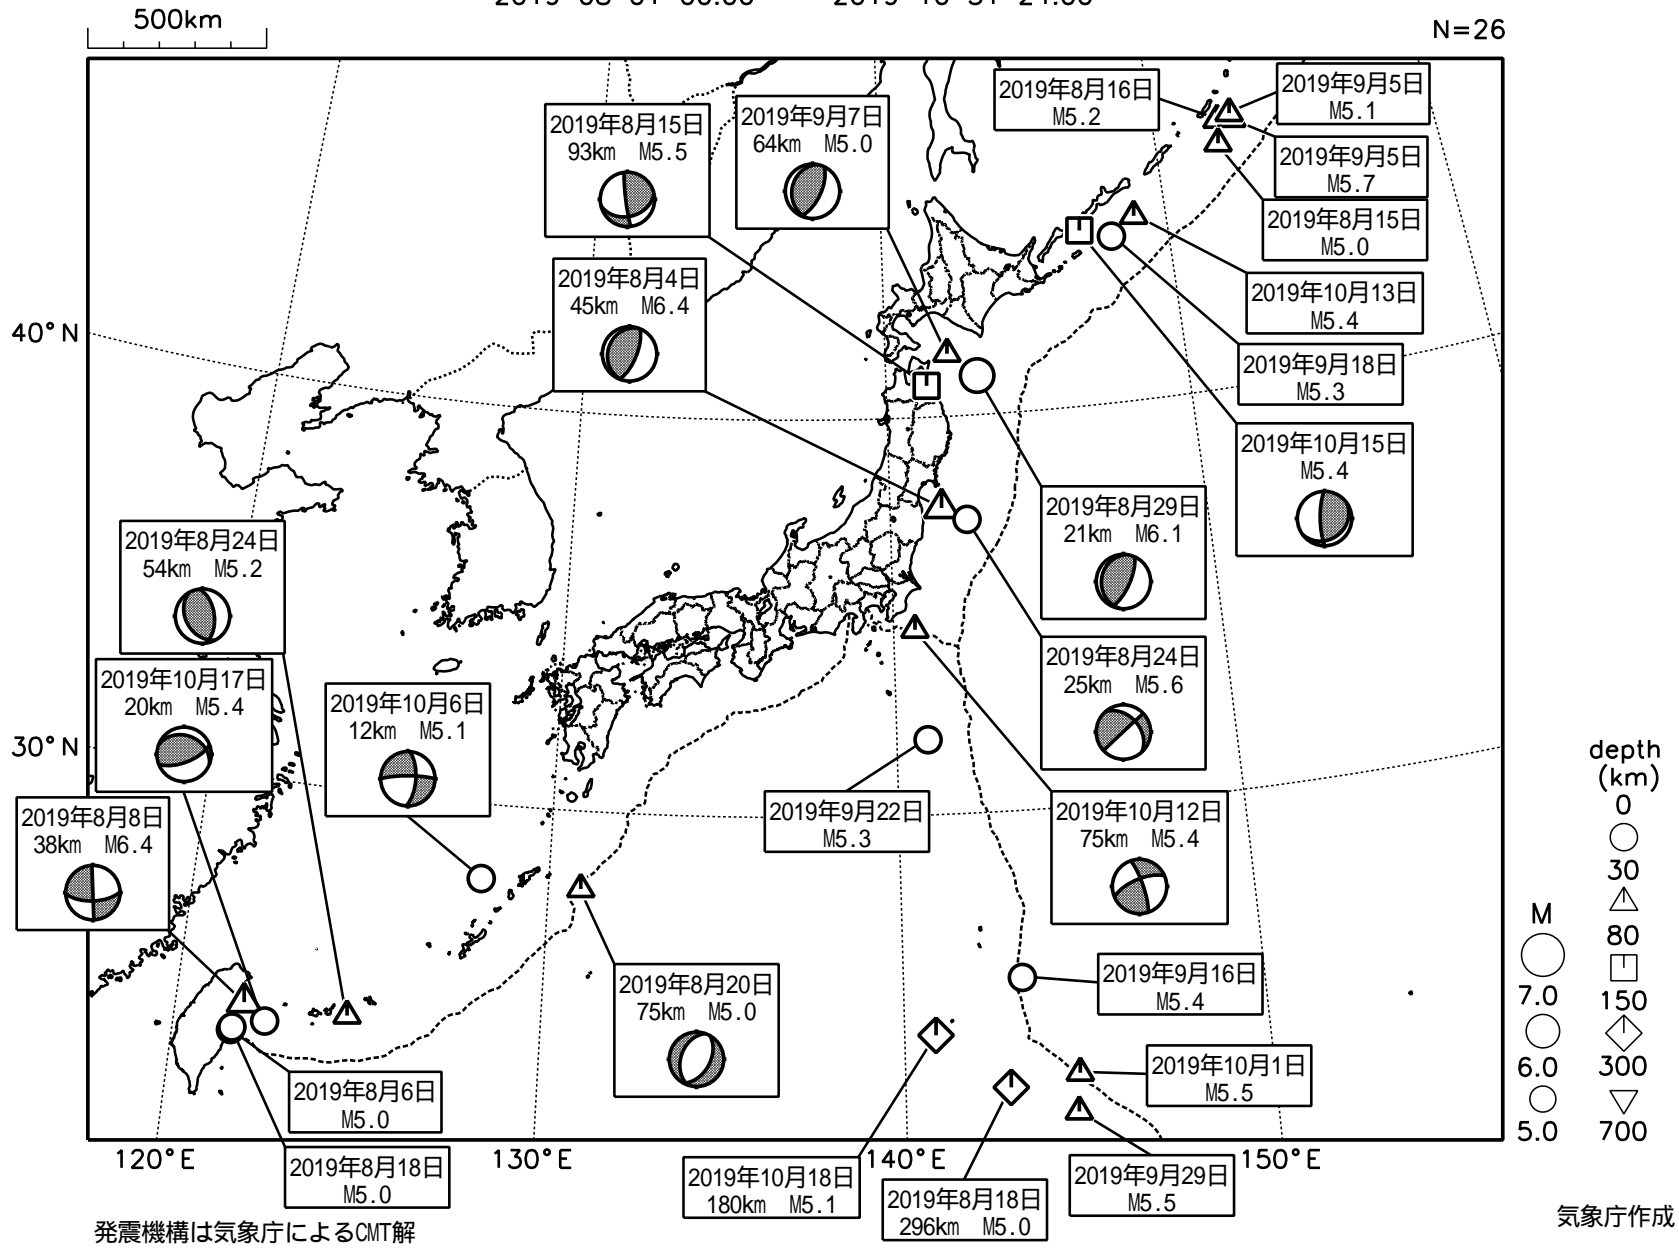 500km
N=26
2019年8月16日
M5.2
2019年9月5日
M5.1
2019年8月15日
93km M5.5
2019年9月7日
64km M5.0
2019年9月5日
M5.7
2019年8月15日
M5.0
2019年8月4日
45km M6.4
2019年10月13日
M5.4
40°N
2019年9月18日
M5.3
2019年10月15日
M5.4
2019年8月29日
21km M6.1
2019年8月24日
54km M5.2
2019年8月24日
25km M5.6
2019年10月17日
20km M5.4
2019年10月6日
12km M5.1
30°N
2019年9月22日
M5.3
2019年10月12日
75km M5.4
2019年8月8日
38km M6.4
depth
(km)
0
30
80
150
300
700
M
7.0
6.0
5.0
2019年8月20日
75km M5.0
2019年9月16日
M5.4
2019年10月1日
M5.5
2019年8月6日
M5.0
120°E
130°E
140°E
150°E
2019年8月18日
M5.0
2019年10月18日
180km M5.1
2019年8月18日
296km M5.0
2019年9月29日
M5.5
発震機構は気象庁によるCMT解
気象庁作成